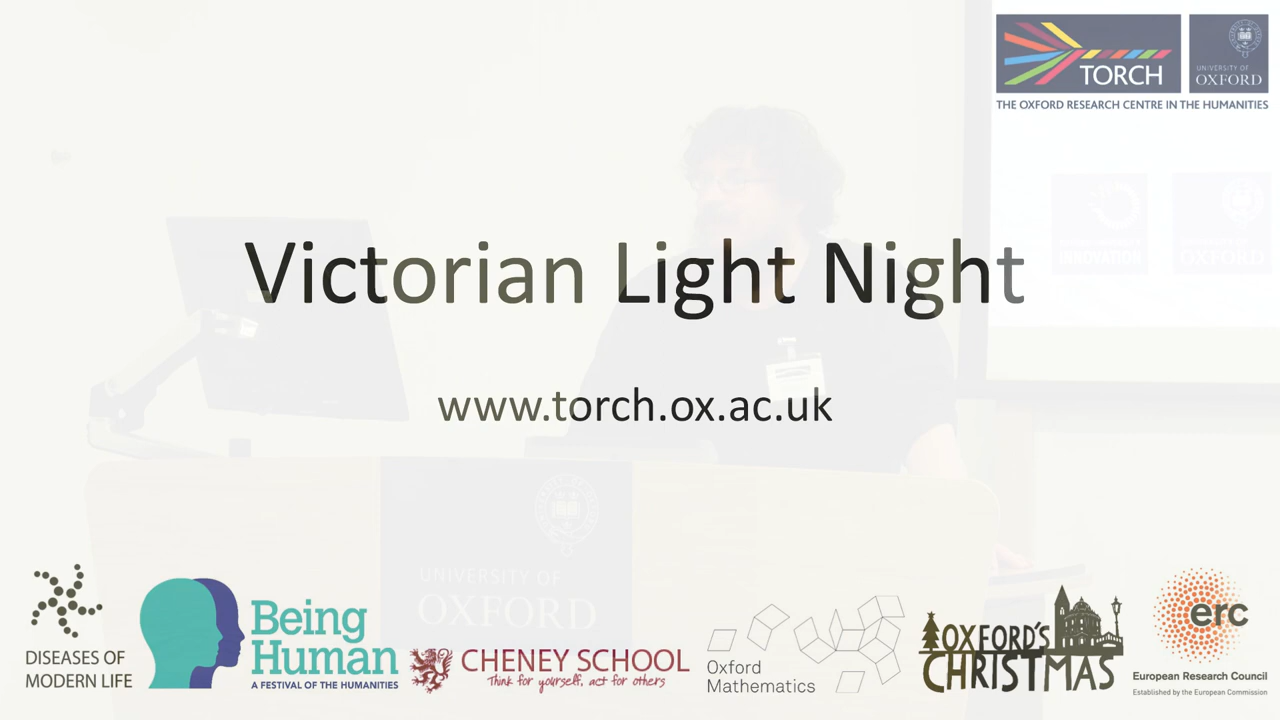 TORCH
UNIVERSITY OF
OXFORD
THE OXFORD RESEARCH CENTRE IN THE HUMANITIES
INNOVATION
OXFORD
Victorian Light Night
www.torch.ox.ac.uk
UNIVERSITY OF
OXFORD
DISEASES OF
MODERN LIFE
Being
Human
A FESTIVAL OF THE HUMANITIES
CHENEY SCHOOL
Think for yourself, act for others
Oxford
Mathematics
OXFORD'S
CHRISTMAS
erc
European Research Council
Established by the European Commission